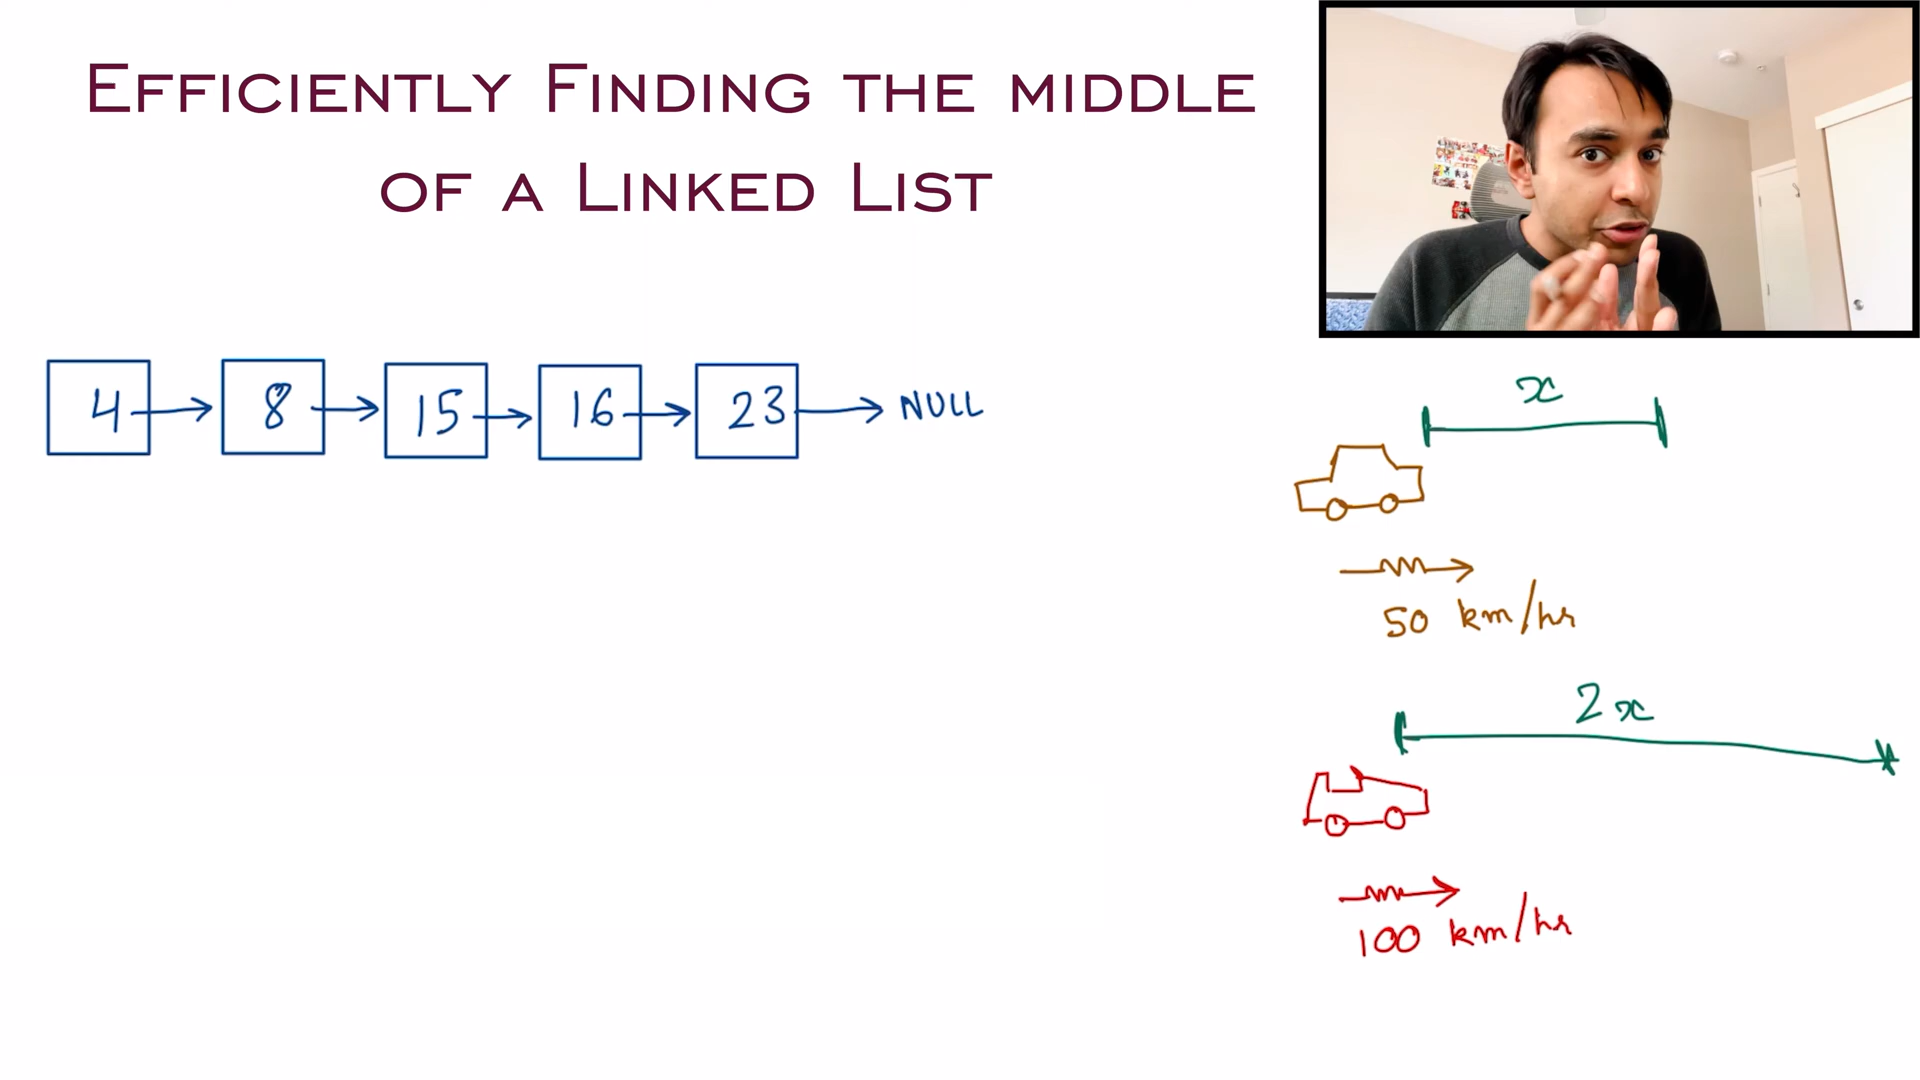 EFFICIENTLY FINDING THE MIDDLE
OF A LINKED LIST
4 8 15 16 23 NULL
x
50 km/hr
2x
100 km/hr